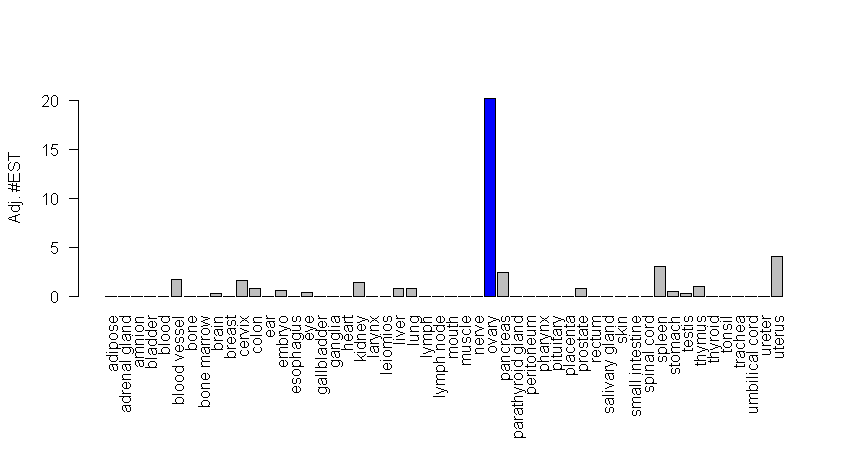 Adj. #EST
20
15
10
5
0
adipose
adrenal gland
amnion
bladder
blood
blood vessel
bone
bone marrow
brain
breast
cervix
colon
ear
embryo
esophagus
eye
gallbladder
ganglia
heart
kidney
larynx
leiomios
liver
lung
lymph
lymph node
mouth
muscle
nerve
ovary
pancreas
parathyroid gland
peritoneum
pharynx
pituitary
placenta
prostate
rectum
salivary gland
skin
small intestine
spinal cord
spleen
stomach
testis
thymus
thyroid
tonsil
trachea
umbilical cord
ureter
uterus